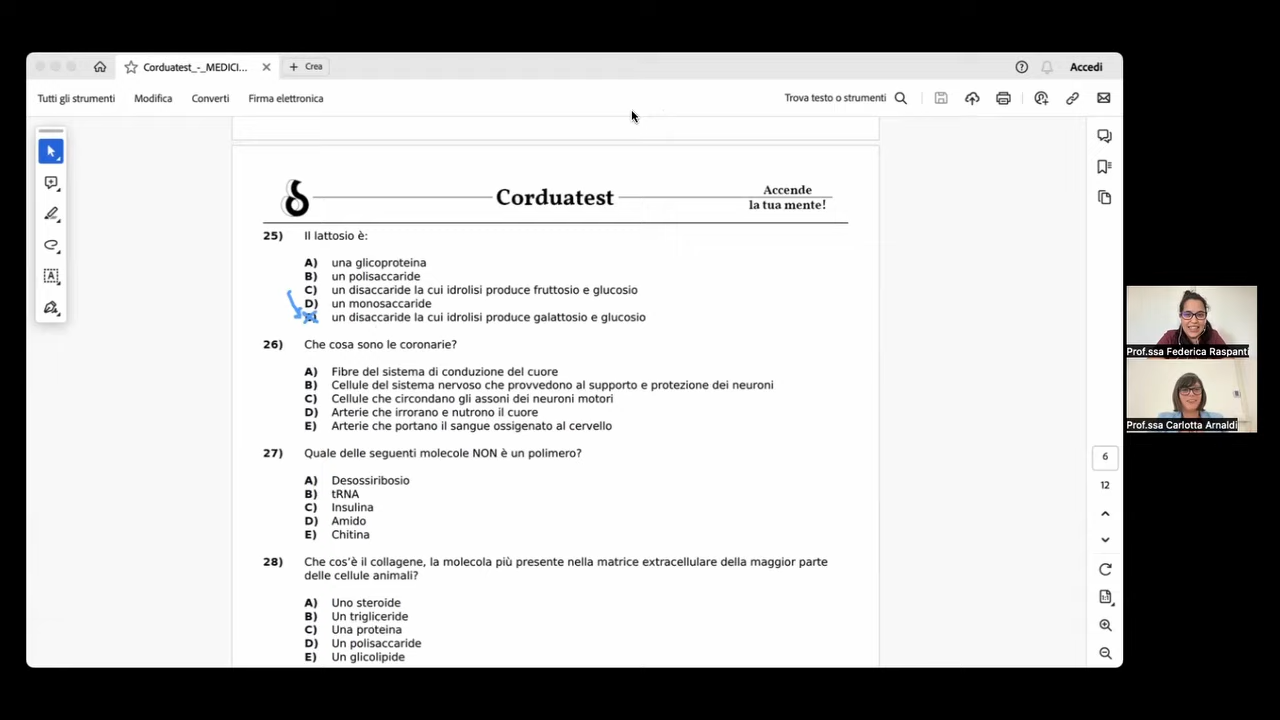 Corduatest_-_MEDICI...
Crea
Accedi
Tutti gli strumenti
Modifica
Converti
Firma elettronica
Trova testo o strumenti
Corduatest
Accende
la tua mente!
25) Il lattosio è:
A) una glicoproteina
B) un polisaccaride
C) un disaccaride la cui idrolisi produce fruttosio e glucosio
D) un monosaccaride
un disaccaride la cui idrolisi produce galattosio e glucosio
26) Che cosa sono le coronarie?
A) Fibre del sistema di conduzione del cuore
B) Cellule del sistema nervoso che provvedono al supporto e protezione dei neuroni
C) Cellule che circondano gli assoni dei neuroni motori
D) Arterie che irrorano e nutrono il cuore
E) Arterie che portano il sangue ossigenato al cervello
27) Quale delle seguenti molecole NON è un polimero?
A) Desossiribosio
B) tRNA
C) Insulina
D) Amido
E) Chitina
28) Che cos'è il collagene, la molecola più presente nella matrice extracellulare della maggior parte
delle cellule animali?
A) Uno steroide
B) Un trigliceride
C) Una proteina
D) Un polisaccaride
E) Un glicolipide
Prof.ssa Federica Raspanti
Prof.ssa Carlotta Arnaldi
6
12